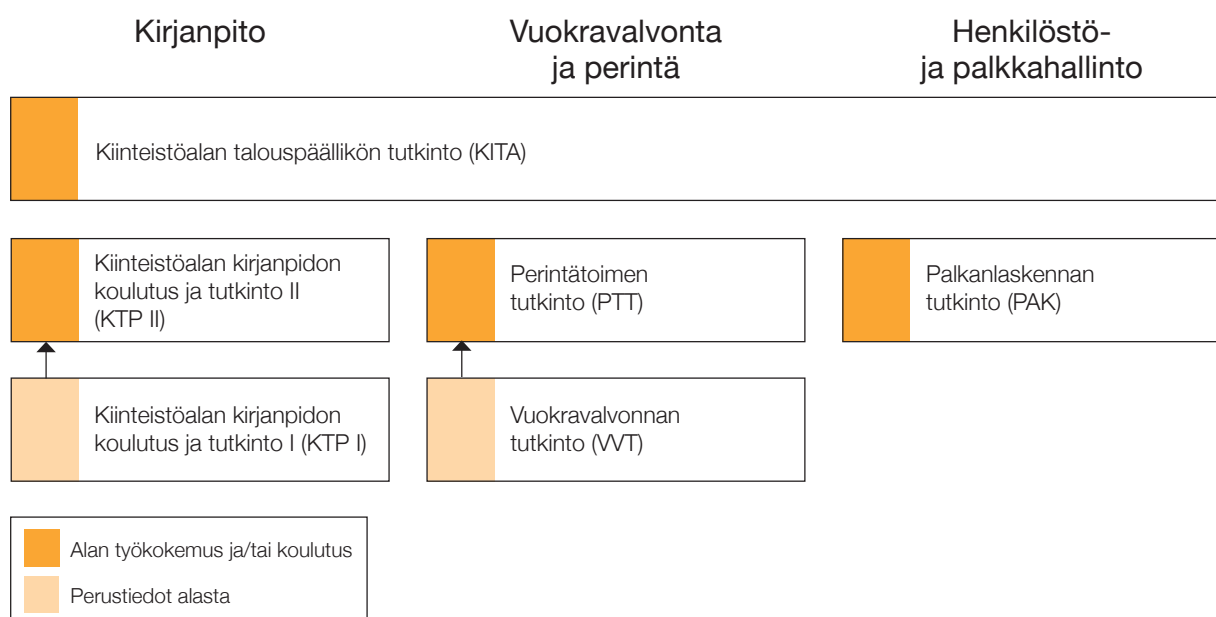 Kirjanpito
Vuokravalvonta
ja perintä
Henkilöstö-
ja palkkahallinto
Kiinteistöalan talouspäällikön tutkinto (KITA)
Kiinteistöalan kirjanpidon
koulutus ja tutkinto II
(KTP II)
Perintätoimen
tutkinto (PTT)
Palkanlaskennan
tutkinto (PAK)
Kiinteistöalan kirjanpidon
koulutus ja tutkinto I (KTP I)
Vuokravalvonnan
tutkinto (VVT)
Alan työkokemus ja/tai koulutus
Perustiedot alasta